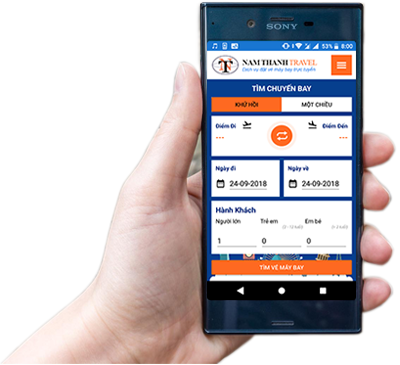 SONY
53% 8:00
NAM THANH TRAVEL
Dịch vụ đặt vé máy bay trực tuyến
TÌM CHUYẾN BAY
KHỨ HỒI MỘT CHIỀU
Điểm Đi Điểm Đến
--- ---
Ngày đi Ngày về
24-09-2018 24-09-2018
Hành Khách
Người lớn Trẻ em Em bé
1 0 0
TÌM VÉ MÁY BAY